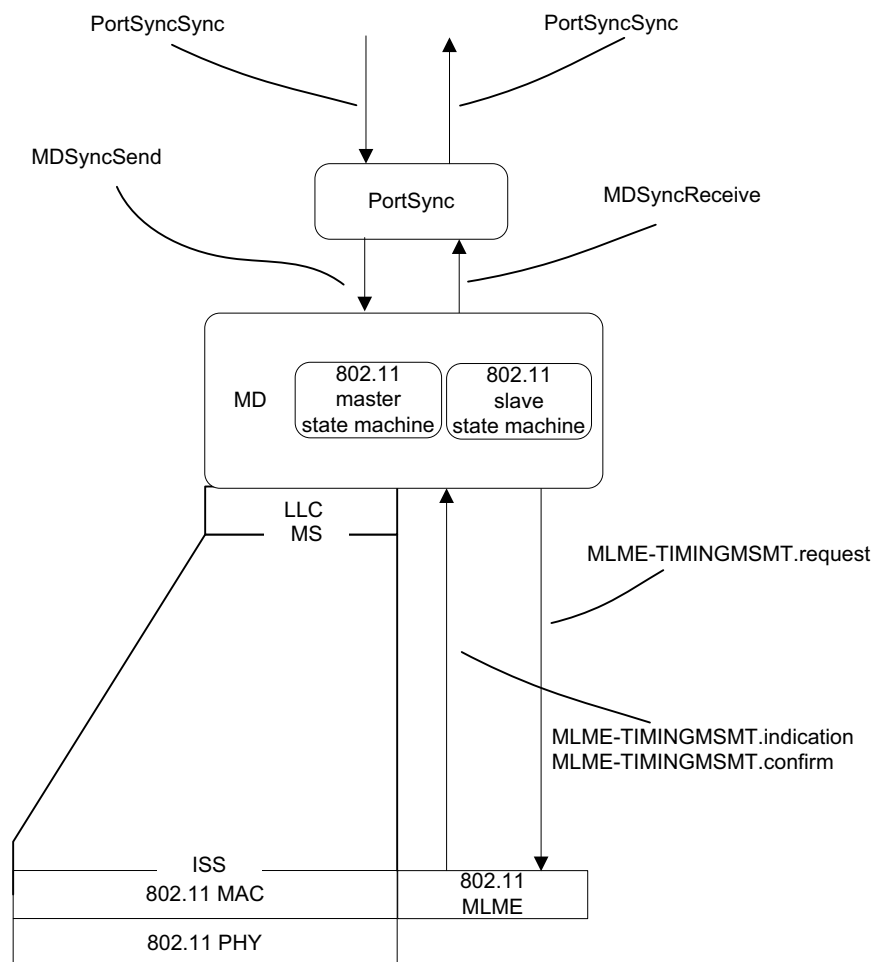 PortSyncSync
PortSyncSync
MDSyncSend
PortSync
MDSyncReceive
MD
802.11
master
state machine
802.11
slave
state machine
LLC
MS
MLME-TIMINGMSMT.request
MLME-TIMINGMSMT.indication
MLME-TIMINGMSMT.confirm
ISS
802.11 MAC
802.11
MLME
802.11 PHY